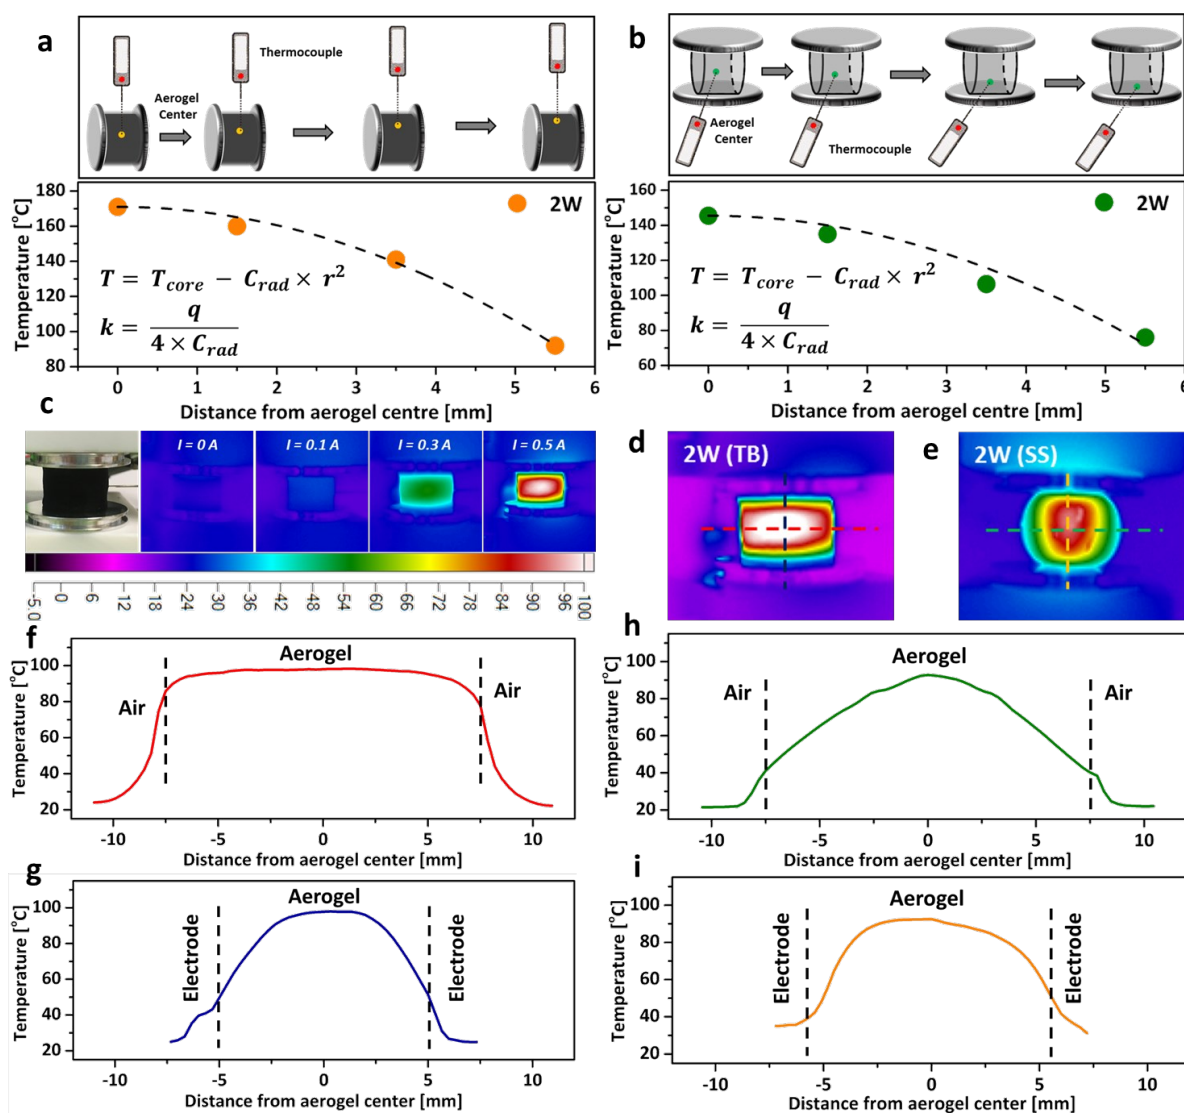 a
Thermocouple
Aerogel
Center
180
160
140
120
100
80
Temperature [°C]
2W
T = T_core − C_rad × r²
k = q / (4 × C_rad)
0 1 2 3 4 5 6
Distance from aerogel centre [mm]
b
Aerogel
Center
Thermocouple
160
140
120
100
80
60
Temperature [°C]
2W
T = T_core − C_rad × r²
k = q / (4 × C_rad)
0 1 2 3 4 5 6
Distance from aerogel centre [mm]
c
I = 0 A
I = 0.1 A
I = 0.3 A
I = 0.5 A
-5.0 0 6 12 18 24 30 36 42 48 54 60 66 72 78 84 90 96 100
d
2W (TB)
e
2W (SS)
f
Aerogel
Air
Air
100
80
60
40
20
Temperature [°C]
-10 -5 0 5 10
Distance from aerogel center [mm]
h
Aerogel
Air
Air
100
80
60
40
20
Temperature [°C]
-10 -5 0 5 10
Distance from aerogel center [mm]
g
Aerogel
Electrode
Electrode
100
80
60
40
20
Temperature [°C]
-10 -5 0 5 10
Distance from aerogel center [mm]
i
Aerogel
Electrode
Electrode
100
80
60
40
20
Temperature [°C]
-10 -5 0 5 10
Distance from aerogel center [mm]